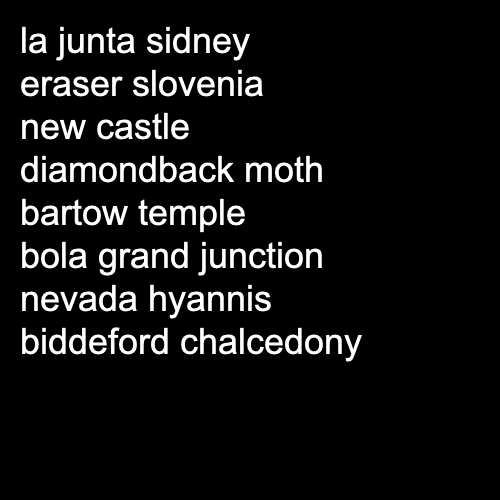 la junta sidney
eraser slovenia
new castle
diamondback moth
bartow temple
bola grand junction
nevada hyannis
biddeford chalcedony